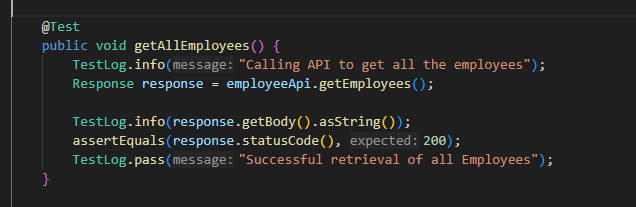 @Test
public void getAllEmployees() {
TestLog.info(message:"Calling API to get all the employees");
Response response = employeeApi.getEmployees();
TestLog.info(response.getBody().asString());
assertEquals(response.statusCode(), expected:200);
TestLog.pass(message:"Successful retrieval of all Employees");
}